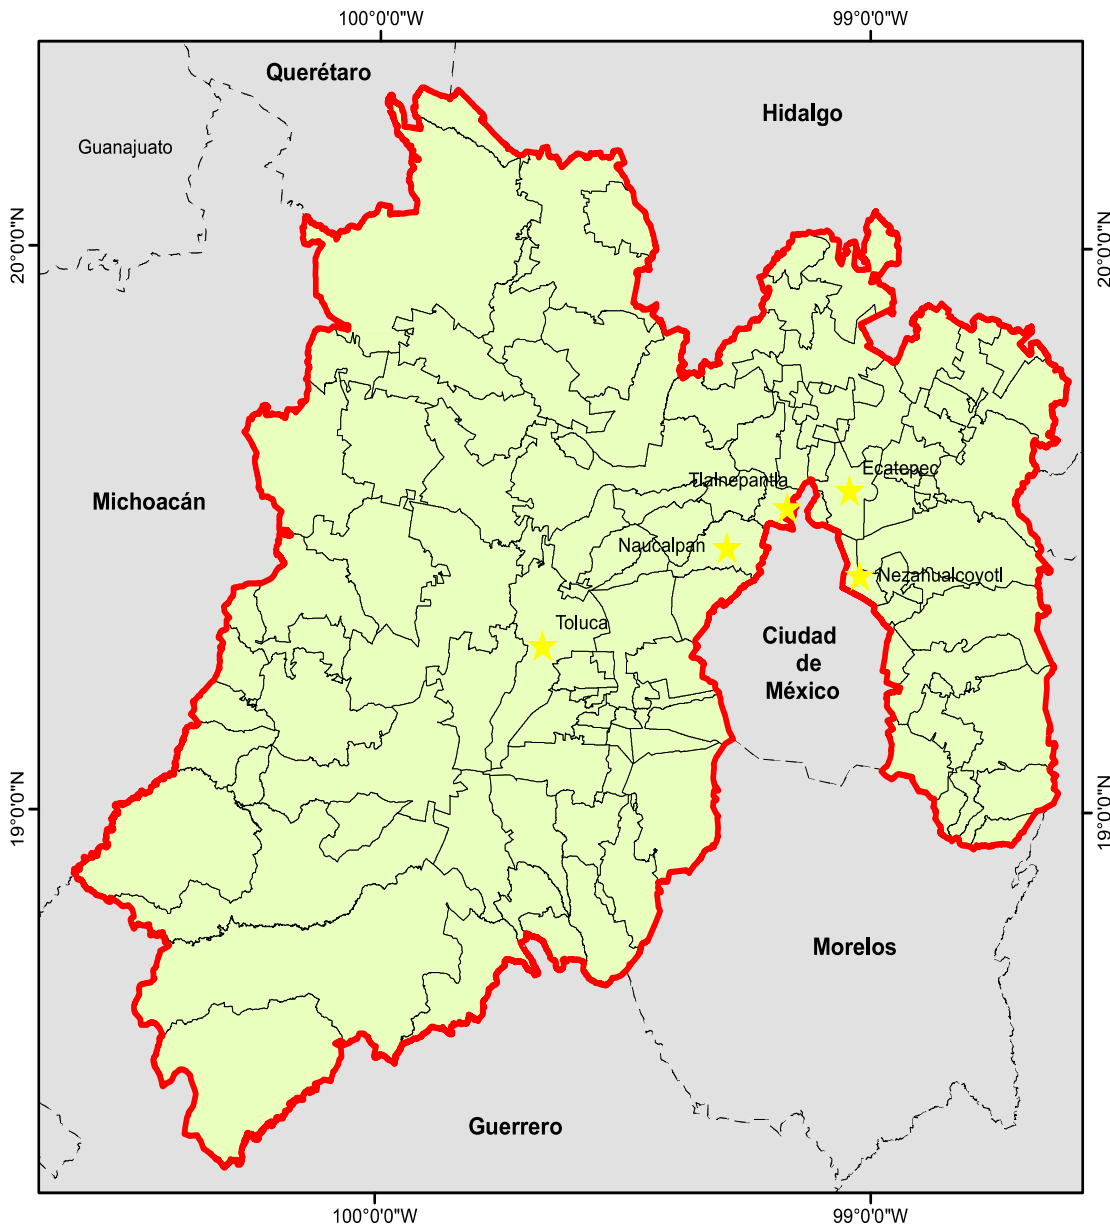 100°0'0"W
99°0'0"W
Querétaro
Hidalgo
Guanajuato
20°0'0"N
20°0'0"N
Ecatepec
Tlalnepantla
Michoacán
Naucalpan
Nezahualcoyotl
Toluca
Ciudad
de
México
19°0'0"N
19°0'0"N
Morelos
Guerrero
100°0'0"W
99°0'0"W